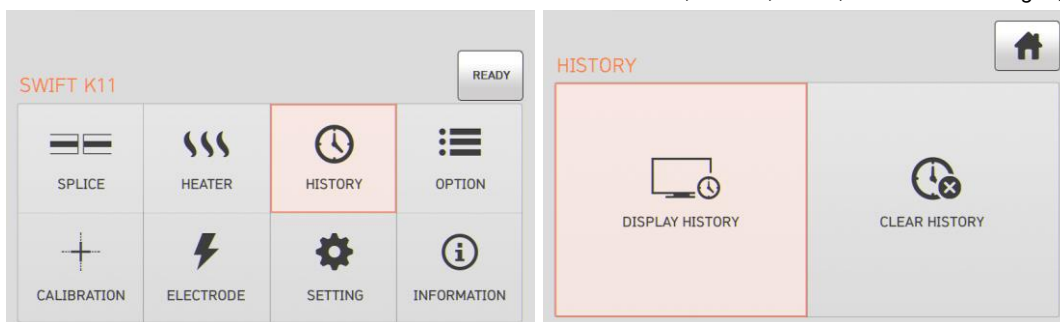 SWIFT K11
READY
SPLICE
HEATER
HISTORY
OPTION
CALIBRATION
ELECTRODE
SETTING
INFORMATION
HISTORY
DISPLAY HISTORY
CLEAR HISTORY